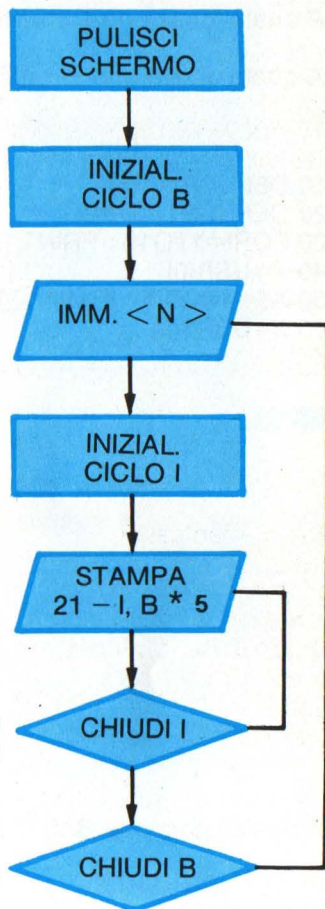 PULISCI
SCHERMO
INIZIAL.
CICLO B
IMM. < N >
INIZIAL.
CICLO I
STAMPA
21 – I, B * 5
CHIUDI I
CHIUDI B